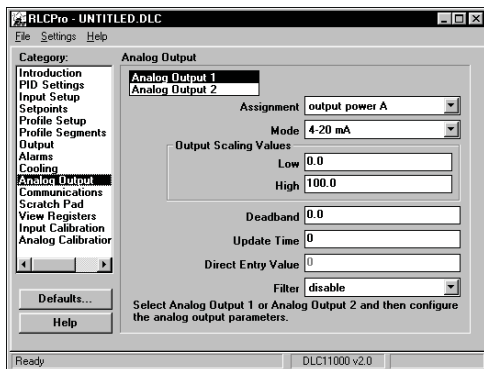 RLCPro - UNTITLED.DLC
File Settings Help
Category:
Introduction
PID Settings
Input Setup
Setpoints
Profile Setup
Profile Segments
Output
Alarms
Cooling
Analog Output
Communications
Scratch Pad
View Registers
Input Calibration
Analog Calibration
Defaults...
Help
Analog Output
Analog Output 1
Analog Output 2
Assignment output power A
Mode 4-20 mA
Output Scaling Values
Low 0.0
High 100.0
Deadband 0.0
Update Time 0
Direct Entry Value 0
Filter disable
Select Analog Output 1 or Analog Output 2 and then configure
the analog output parameters.
Ready DLC11000 v2.0